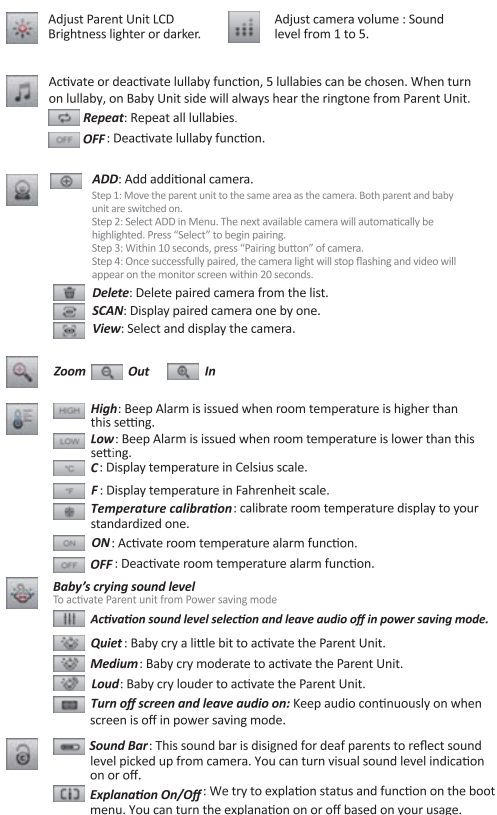 Adjust Parent Unit LCD
Brightness lighter or darker.
Adjust camera volume : Sound
level from 1 to 5.
Activate or deactivate lullaby function, 5 lullabies can be chosen. When turn
on lullaby, on Baby Unit side will always hear the ringtone from Parent Unit.
Repeat: Repeat all lullabies.
OFF OFF: Deactivate lullaby function.
ADD: Add additional camera.
Step 1: Move the parent unit to the same area as the camera. Both parent and baby
unit are switched on.
Step 2: Select ADD in Menu. The next available camera will automatically be
highlighted. Press "Select" to begin pairing.
Step 3: Within 10 seconds, press "Pairing button" of camera.
Step 4: Once successfully paired, the camera light will stop flashing and video will
appear on the monitor screen within 20 seconds.
Delete: Delete paired camera from the list.
SCAN: Display paired camera one by one.
View: Select and display the camera.
Zoom Out In
HIGH High: Beep Alarm is issued when room temperature is higher than
this setting.
LOW Low: Beep Alarm is issued when room temperature is lower than this
setting.
°C C: Display temperature in Celsius scale.
°F F: Display temperature in Fahrenheit scale.
Temperature calibration: calibrate room temperature display to your
standardized one.
ON ON: Activate room temperature alarm function.
OFF OFF: Deactivate room temperature alarm function.
Baby's crying sound level
To activate Parent unit from Power saving mode
Activation sound level selection and leave audio off in power saving mode.
Quiet: Baby cry a little bit to activate the Parent Unit.
Medium: Baby cry moderate to activate the Parent Unit.
Loud: Baby cry louder to activate the Parent Unit.
Turn off screen and leave audio on: Keep audio continuously on when
screen is off in power saving mode.
Sound Bar: This sound bar is disigned for deaf parents to reflect sound
level picked up from camera. You can turn visual sound level indication
on or off.
Explanation On/Off: We try to explation status and function on the boot
menu. You can turn the explanation on or off based on your usage.